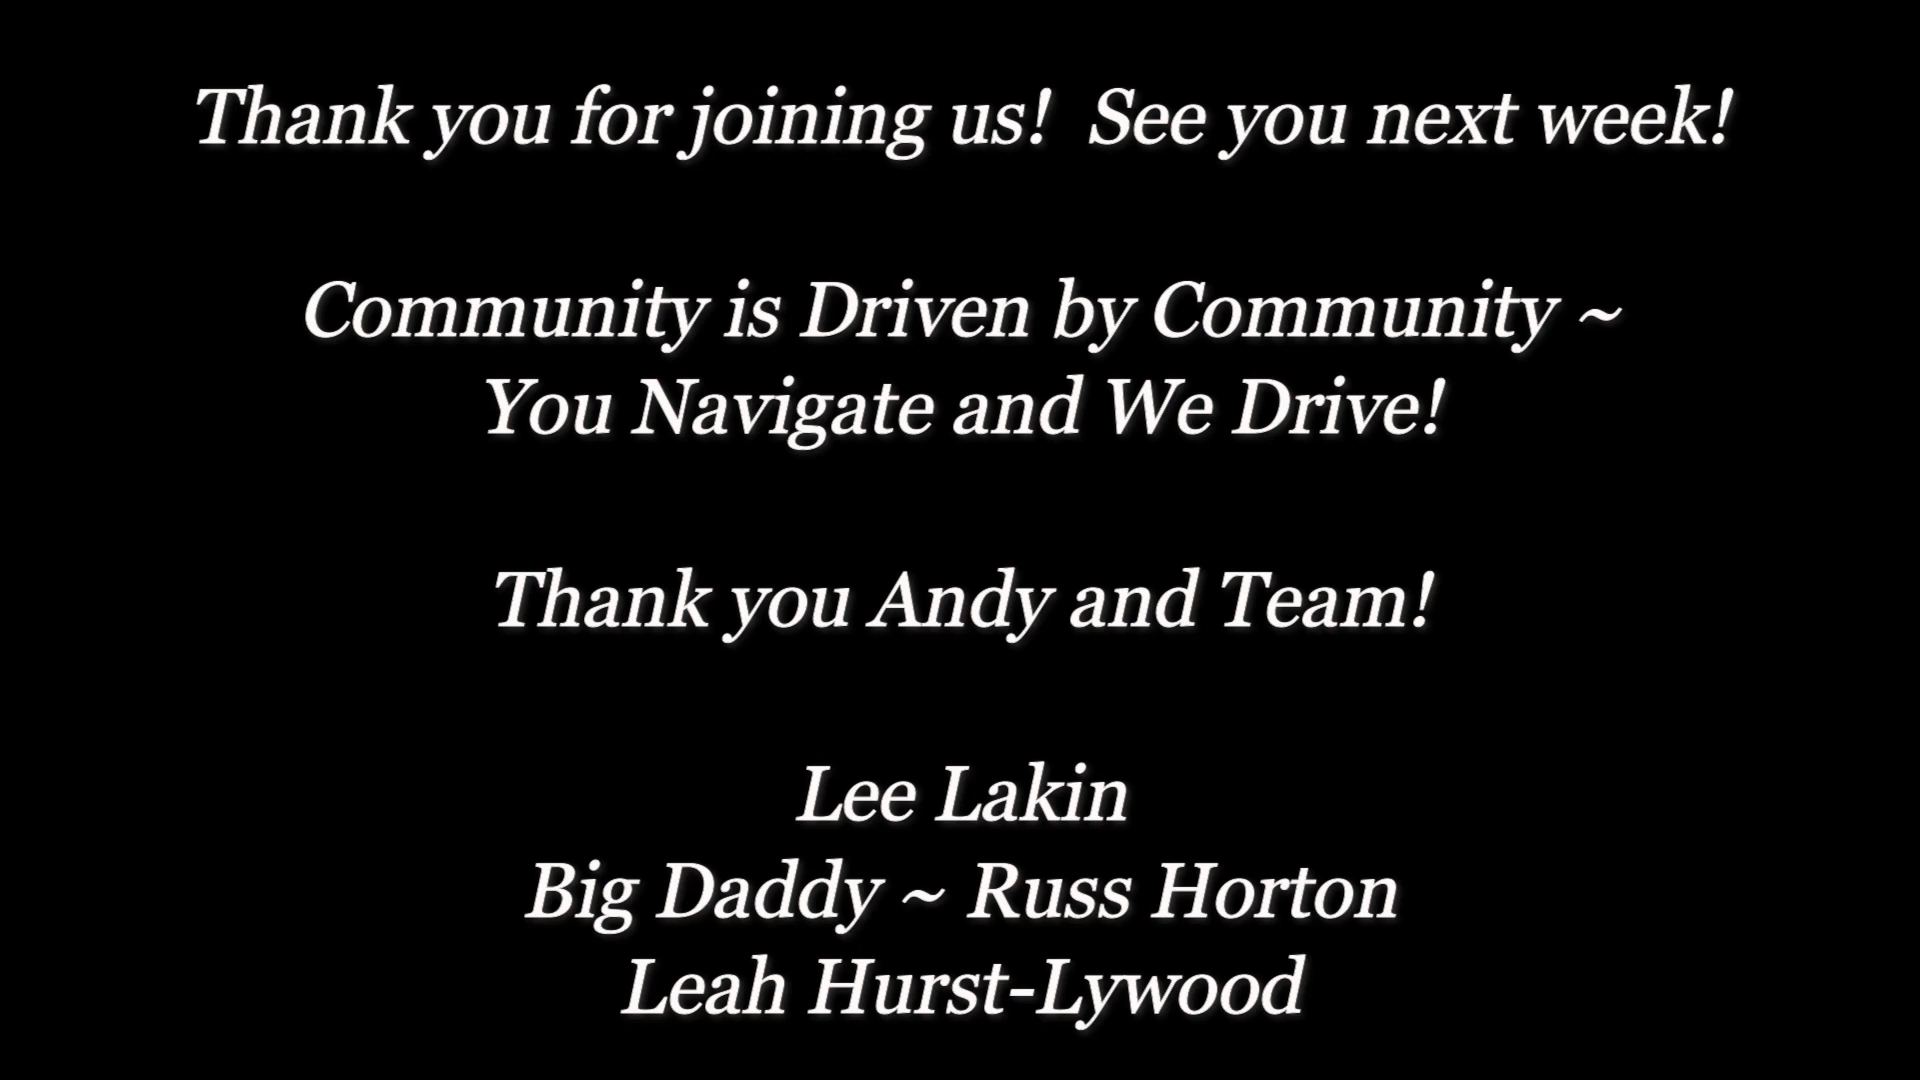 Thank you for joining us!  See you next week!
Community is Driven by Community ~
You Navigate and We Drive!
Thank you Andy and Team!
Lee Lakin
Big Daddy ~ Russ Horton
Leah Hurst-Lywood